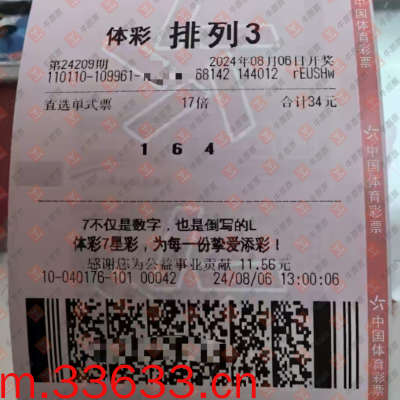 体彩 排列3
第24209期 2024年08月06日开奖
110110-109961- 68142 144012 rEUSHw
直选单式票 17倍 合计34元
1 6 4
7不仅是数字，也是倒写的L
体彩7星彩，为每一份挚爱添彩！
感谢您为公益事业贡献 11.56元
10-040176-101 00042 24/08/06 13:00:06
中国体育彩票
中国体育彩票
中国体育彩票
m.33633.cn